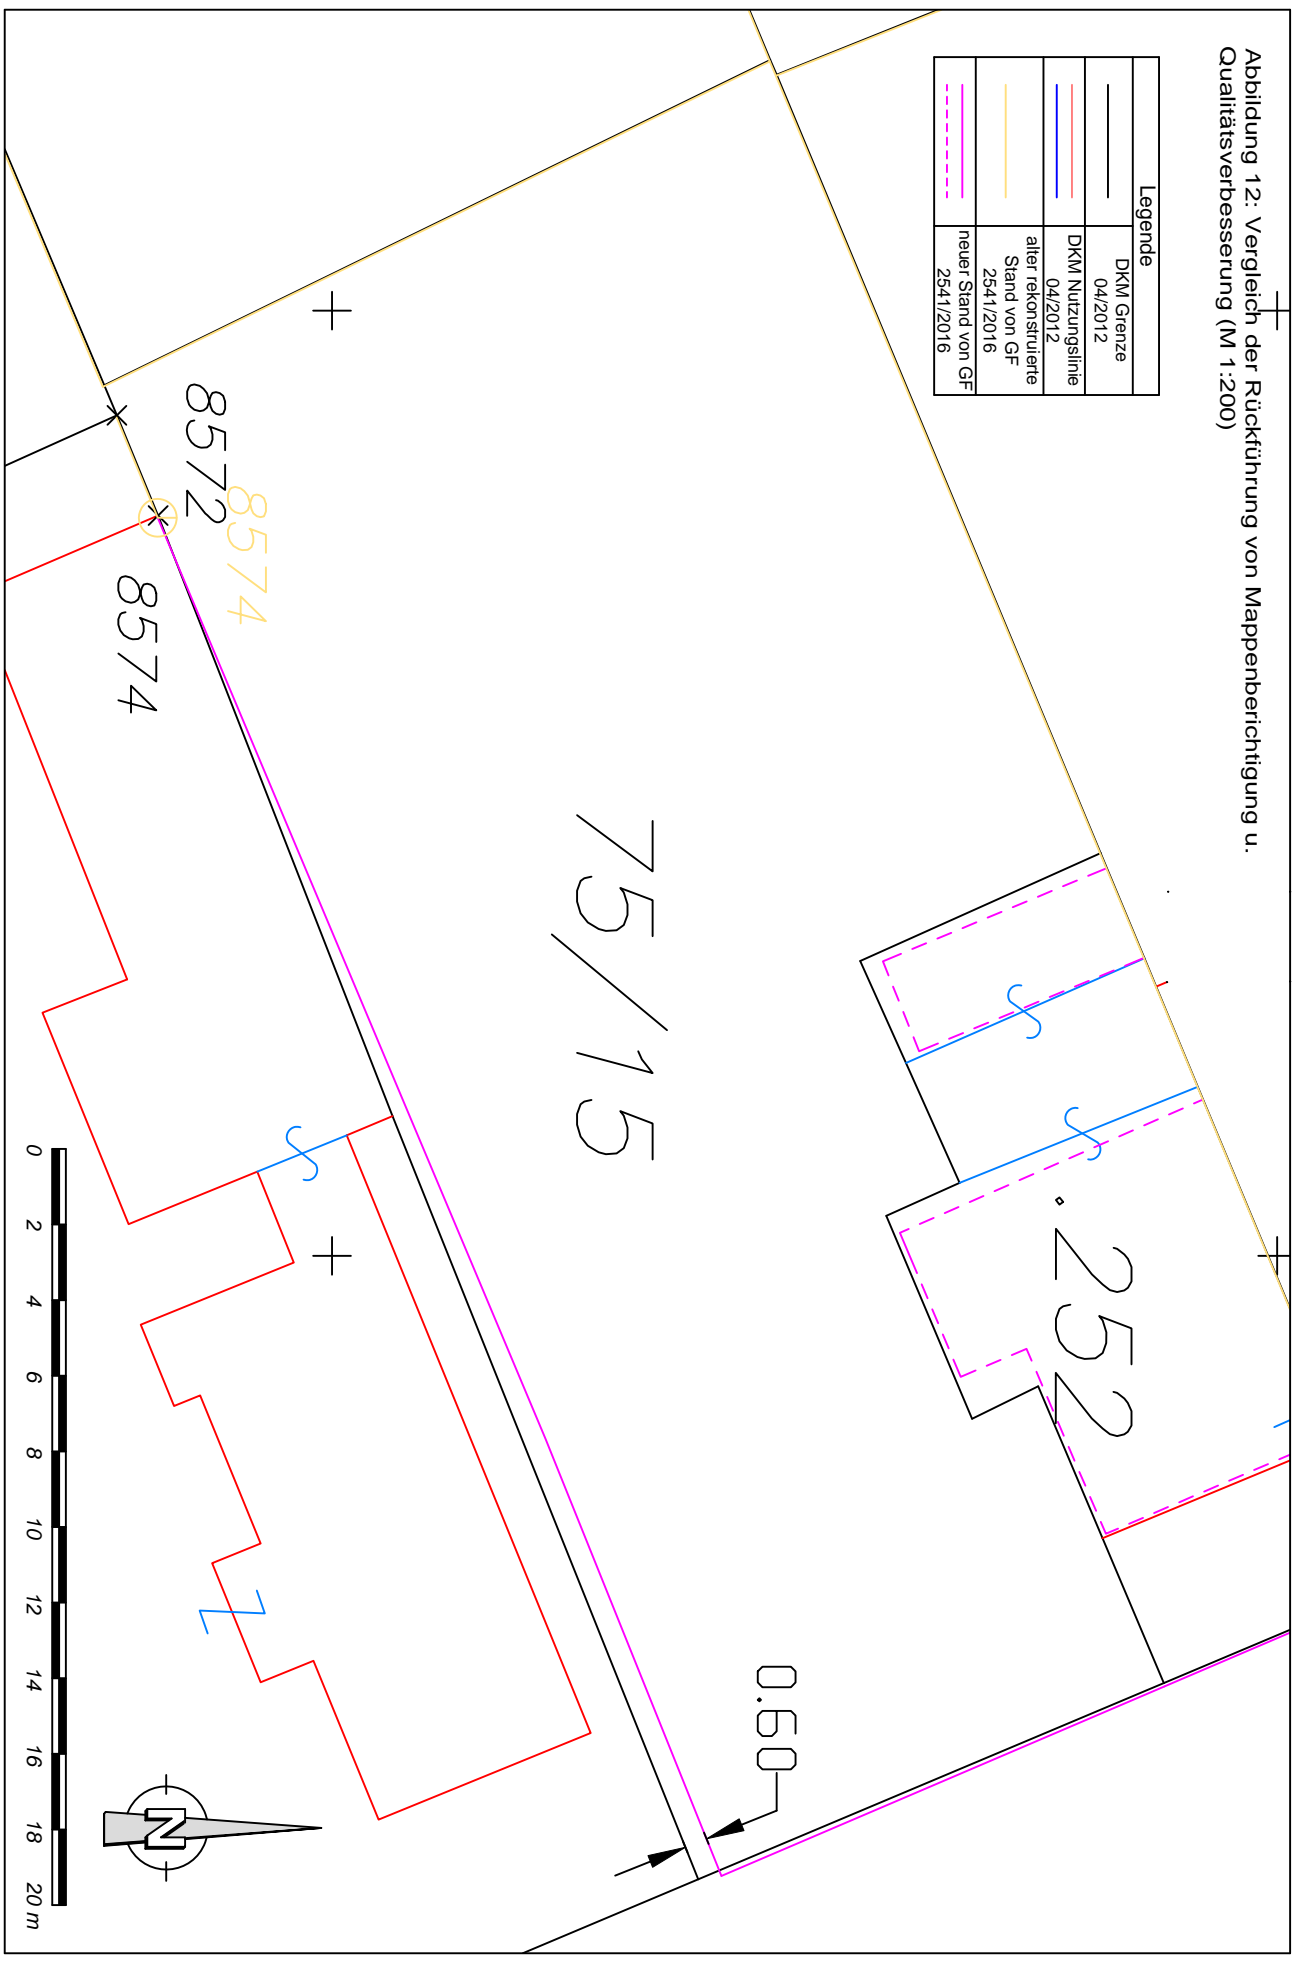 Abbildung 12: Vergleich der Rückführung von Mappenberichtigung u.
Qualitätsverbesserung (M 1:200)
Legende
DKM Grenze
04/2012
DKM Nutzungslinie
04/2012
alter rekonstruierte
Stand von GF
2541/2016
neuer Stand von GF
2541/2016
.252
75/15
0.60
8574
8572
8574
N
0 2 4 6 8 10 12 14 16 18 20 m